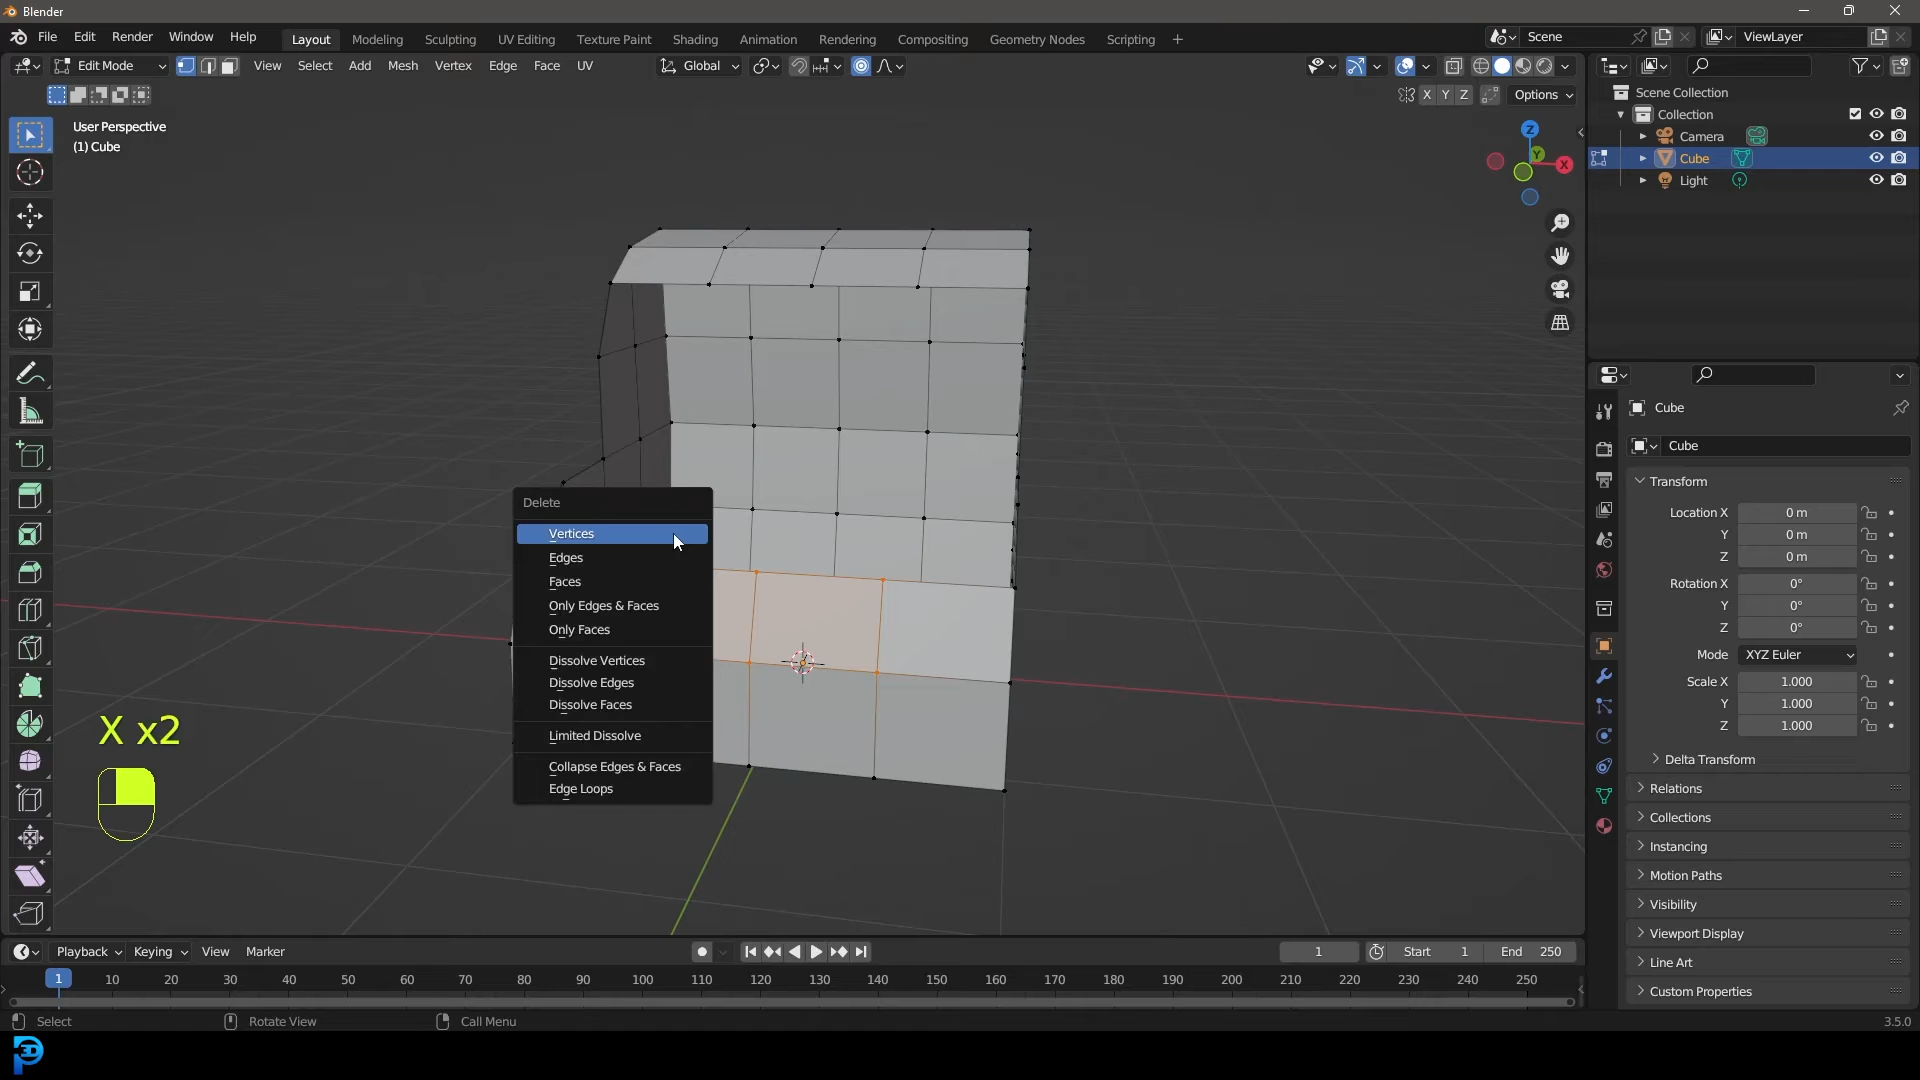 Blender
File Edit Render Window Help Layout Modeling Sculpting UV Editing Texture Paint Shading Animation Rendering Compositing Geometry Nodes Scripting + Scene ViewLayer
Edit Mode View Select Add Mesh Vertex Edge Face UV Global
X Y Z Options
User Perspective
(1) Cube
Z
Y
X
Scene Collection
Collection
Camera
Cube
Light
Cube
Cube
Transform
Location X 0 m
Y 0 m
Z 0 m
Rotation X 0°
Y 0°
Z 0°
Mode XYZ Euler
Scale X 1.000
Y 1.000
Z 1.000
Delta Transform
Relations
Collections
Instancing
Motion Paths
Visibility
Viewport Display
Line Art
Custom Properties
Delete
Vertices
Edges
Faces
Only Edges & Faces
Only Faces
Dissolve Vertices
Dissolve Edges
Dissolve Faces
Limited Dissolve
Collapse Edges & Faces
Edge Loops
X x2
Playback Keying View Marker 1 Start 1 End 250
1 10 20 30 40 50 60 70 80 90 100 110 120 130 140 150 160 170 180 190 200 210 220 230 240 250
Select Rotate View Call Menu 3.5.0
3D